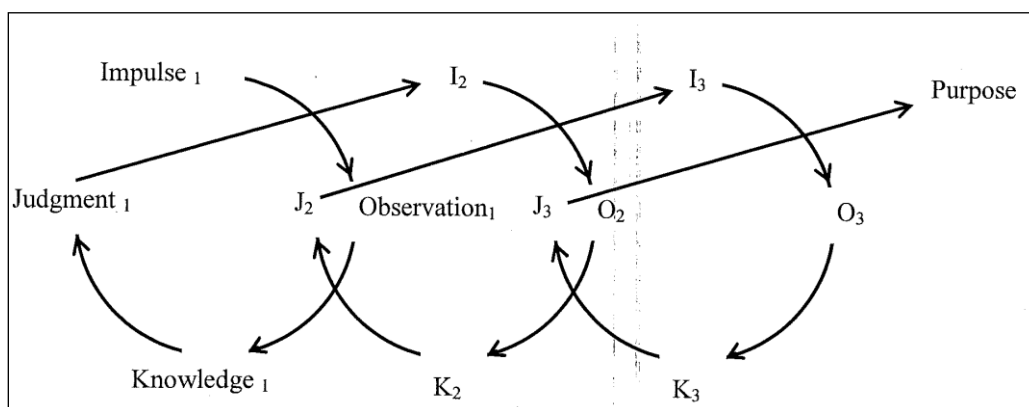 Impulse 1 I2 I3 Purpose
Judgment 1 J2 Observation1 J3 O2 O3
Knowledge 1 K2 K3